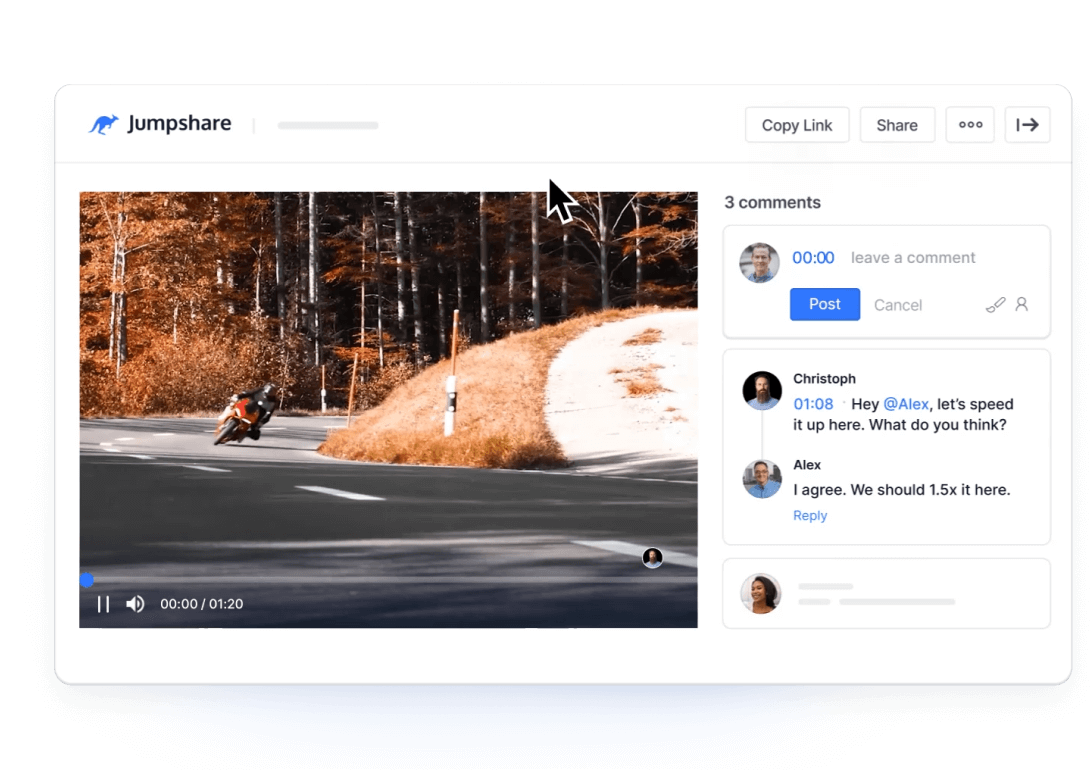 Jumpshare
Copy Link
Share
3 comments
00:00 leave a comment
Post
Cancel
Christoph
01:08 · Hey @Alex, let’s speed
it up here. What do you think?
Alex
I agree. We should 1.5x it here.
Reply
00:00 / 01:20